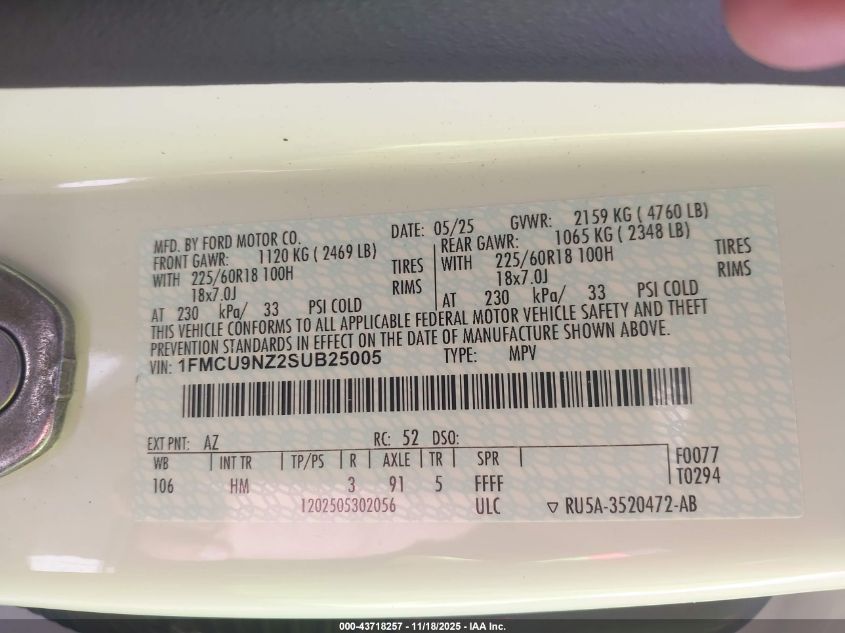 MFD. BY FORD MOTOR CO. DATE: 05/25 GVWR: 2159 KG ( 4760 LB)
FRONT GAWR: 1120 KG ( 2469 LB) REAR GAWR: 1065 KG ( 2348 LB)
WITH 225/60R18 100H TIRES WITH 225/60R18 100H TIRES
18x7.0J RIMS 18x7.0J RIMS
AT 230 kPa/ 33 PSI COLD AT 230 kPa/ 33 PSI COLD
THIS VEHICLE CONFORMS TO ALL APPLICABLE FEDERAL MOTOR VEHICLE SAFETY AND THEFT
PREVENTION STANDARDS IN EFFECT ON THE DATE OF MANUFACTURE SHOWN ABOVE.
VIN: 1FMCU9NZ2SUB25005 TYPE: MPV
EXT PNT: AZ RC: 52 DSO:
WB INT TR TP/PS R AXLE TR SPR F0077
106 HM 3 91 5 FFFF T0294
1202505302056 ULC ▽ RU5A-3520472-AB
000-43718257 - 11/18/2025 - IAA Inc.